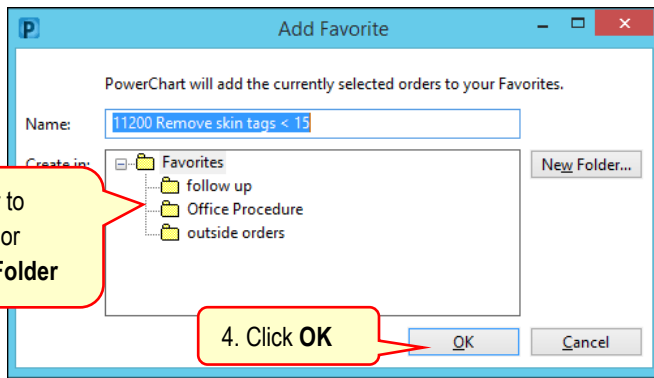 P Add Favorite
PowerChart will add the currently selected orders to your Favorites.
Name: 11200 Remove skin tags < 15
Create in: Favorites New Folder...
follow up
to
Office Procedure
or
outside orders
Folder
4. Click OK
OK Cancel